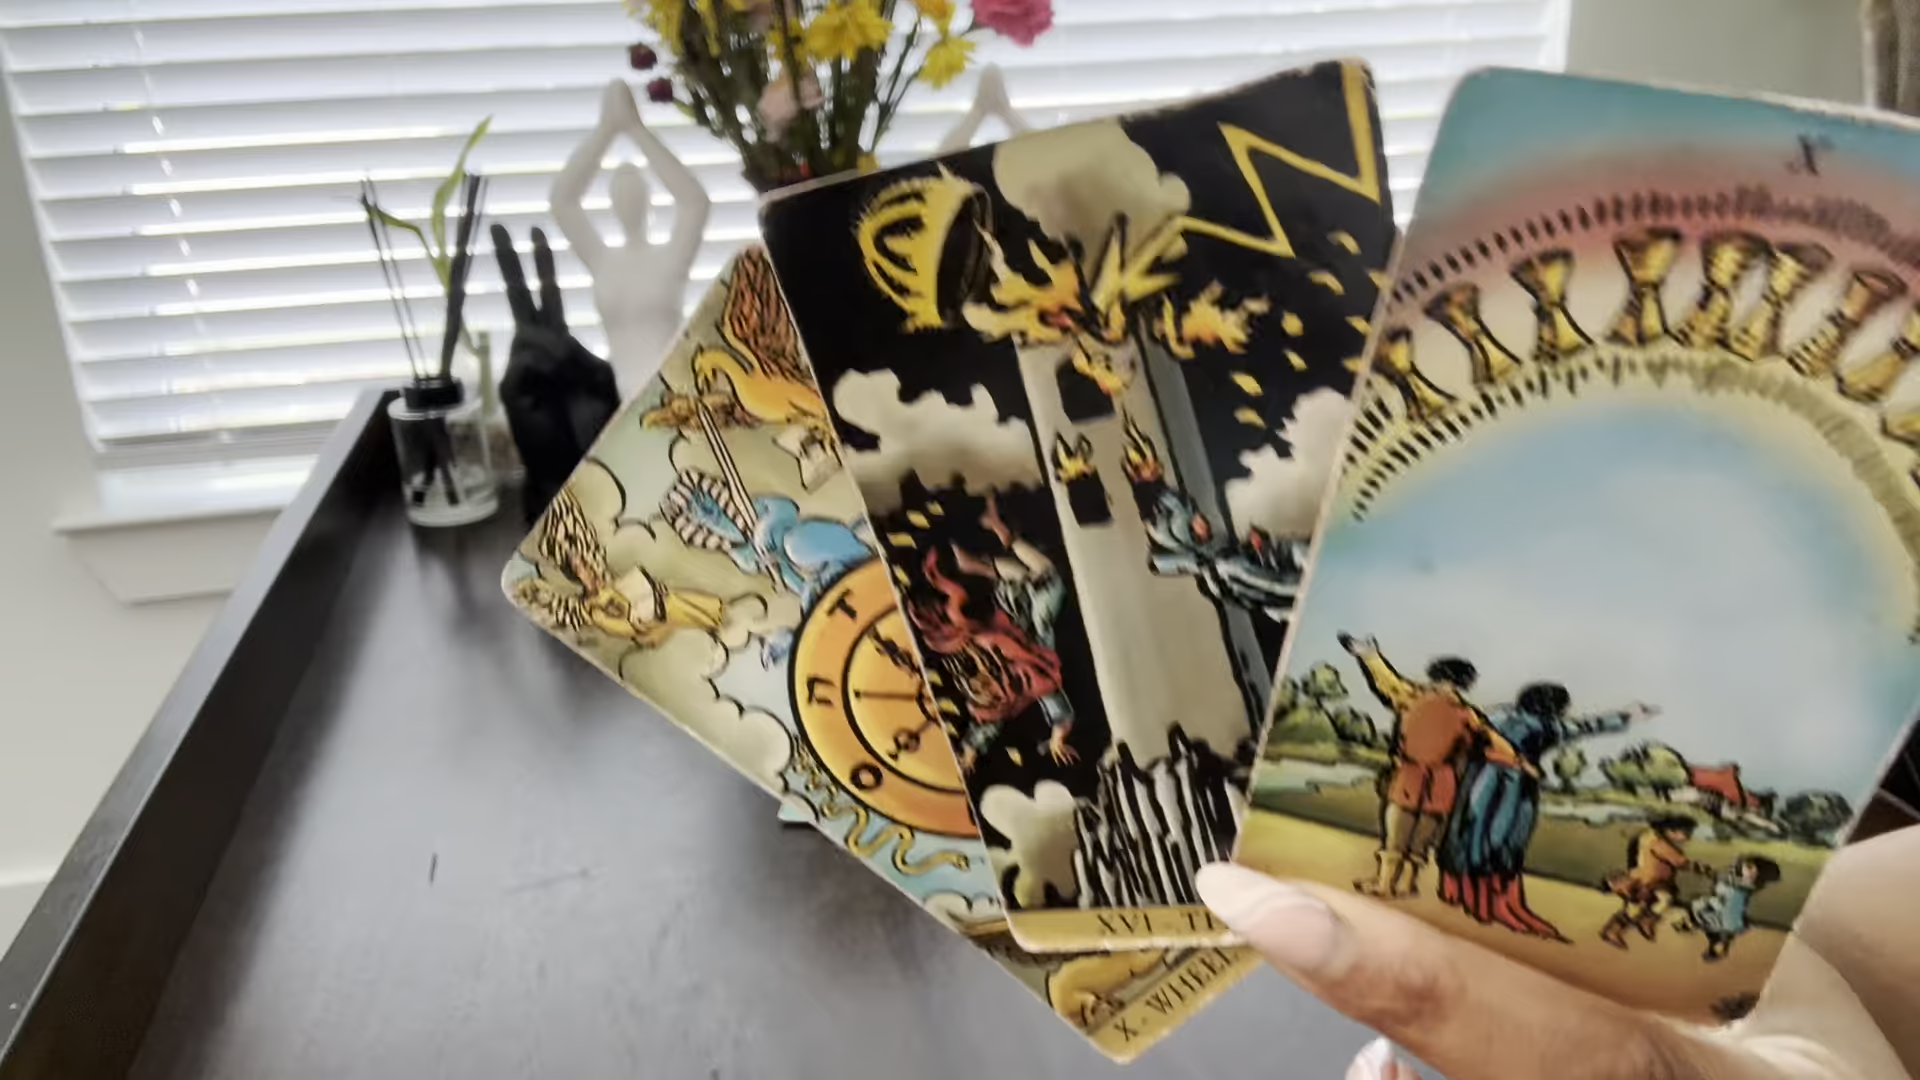 X
T
ח
O
XVI - T
X - WHEEL